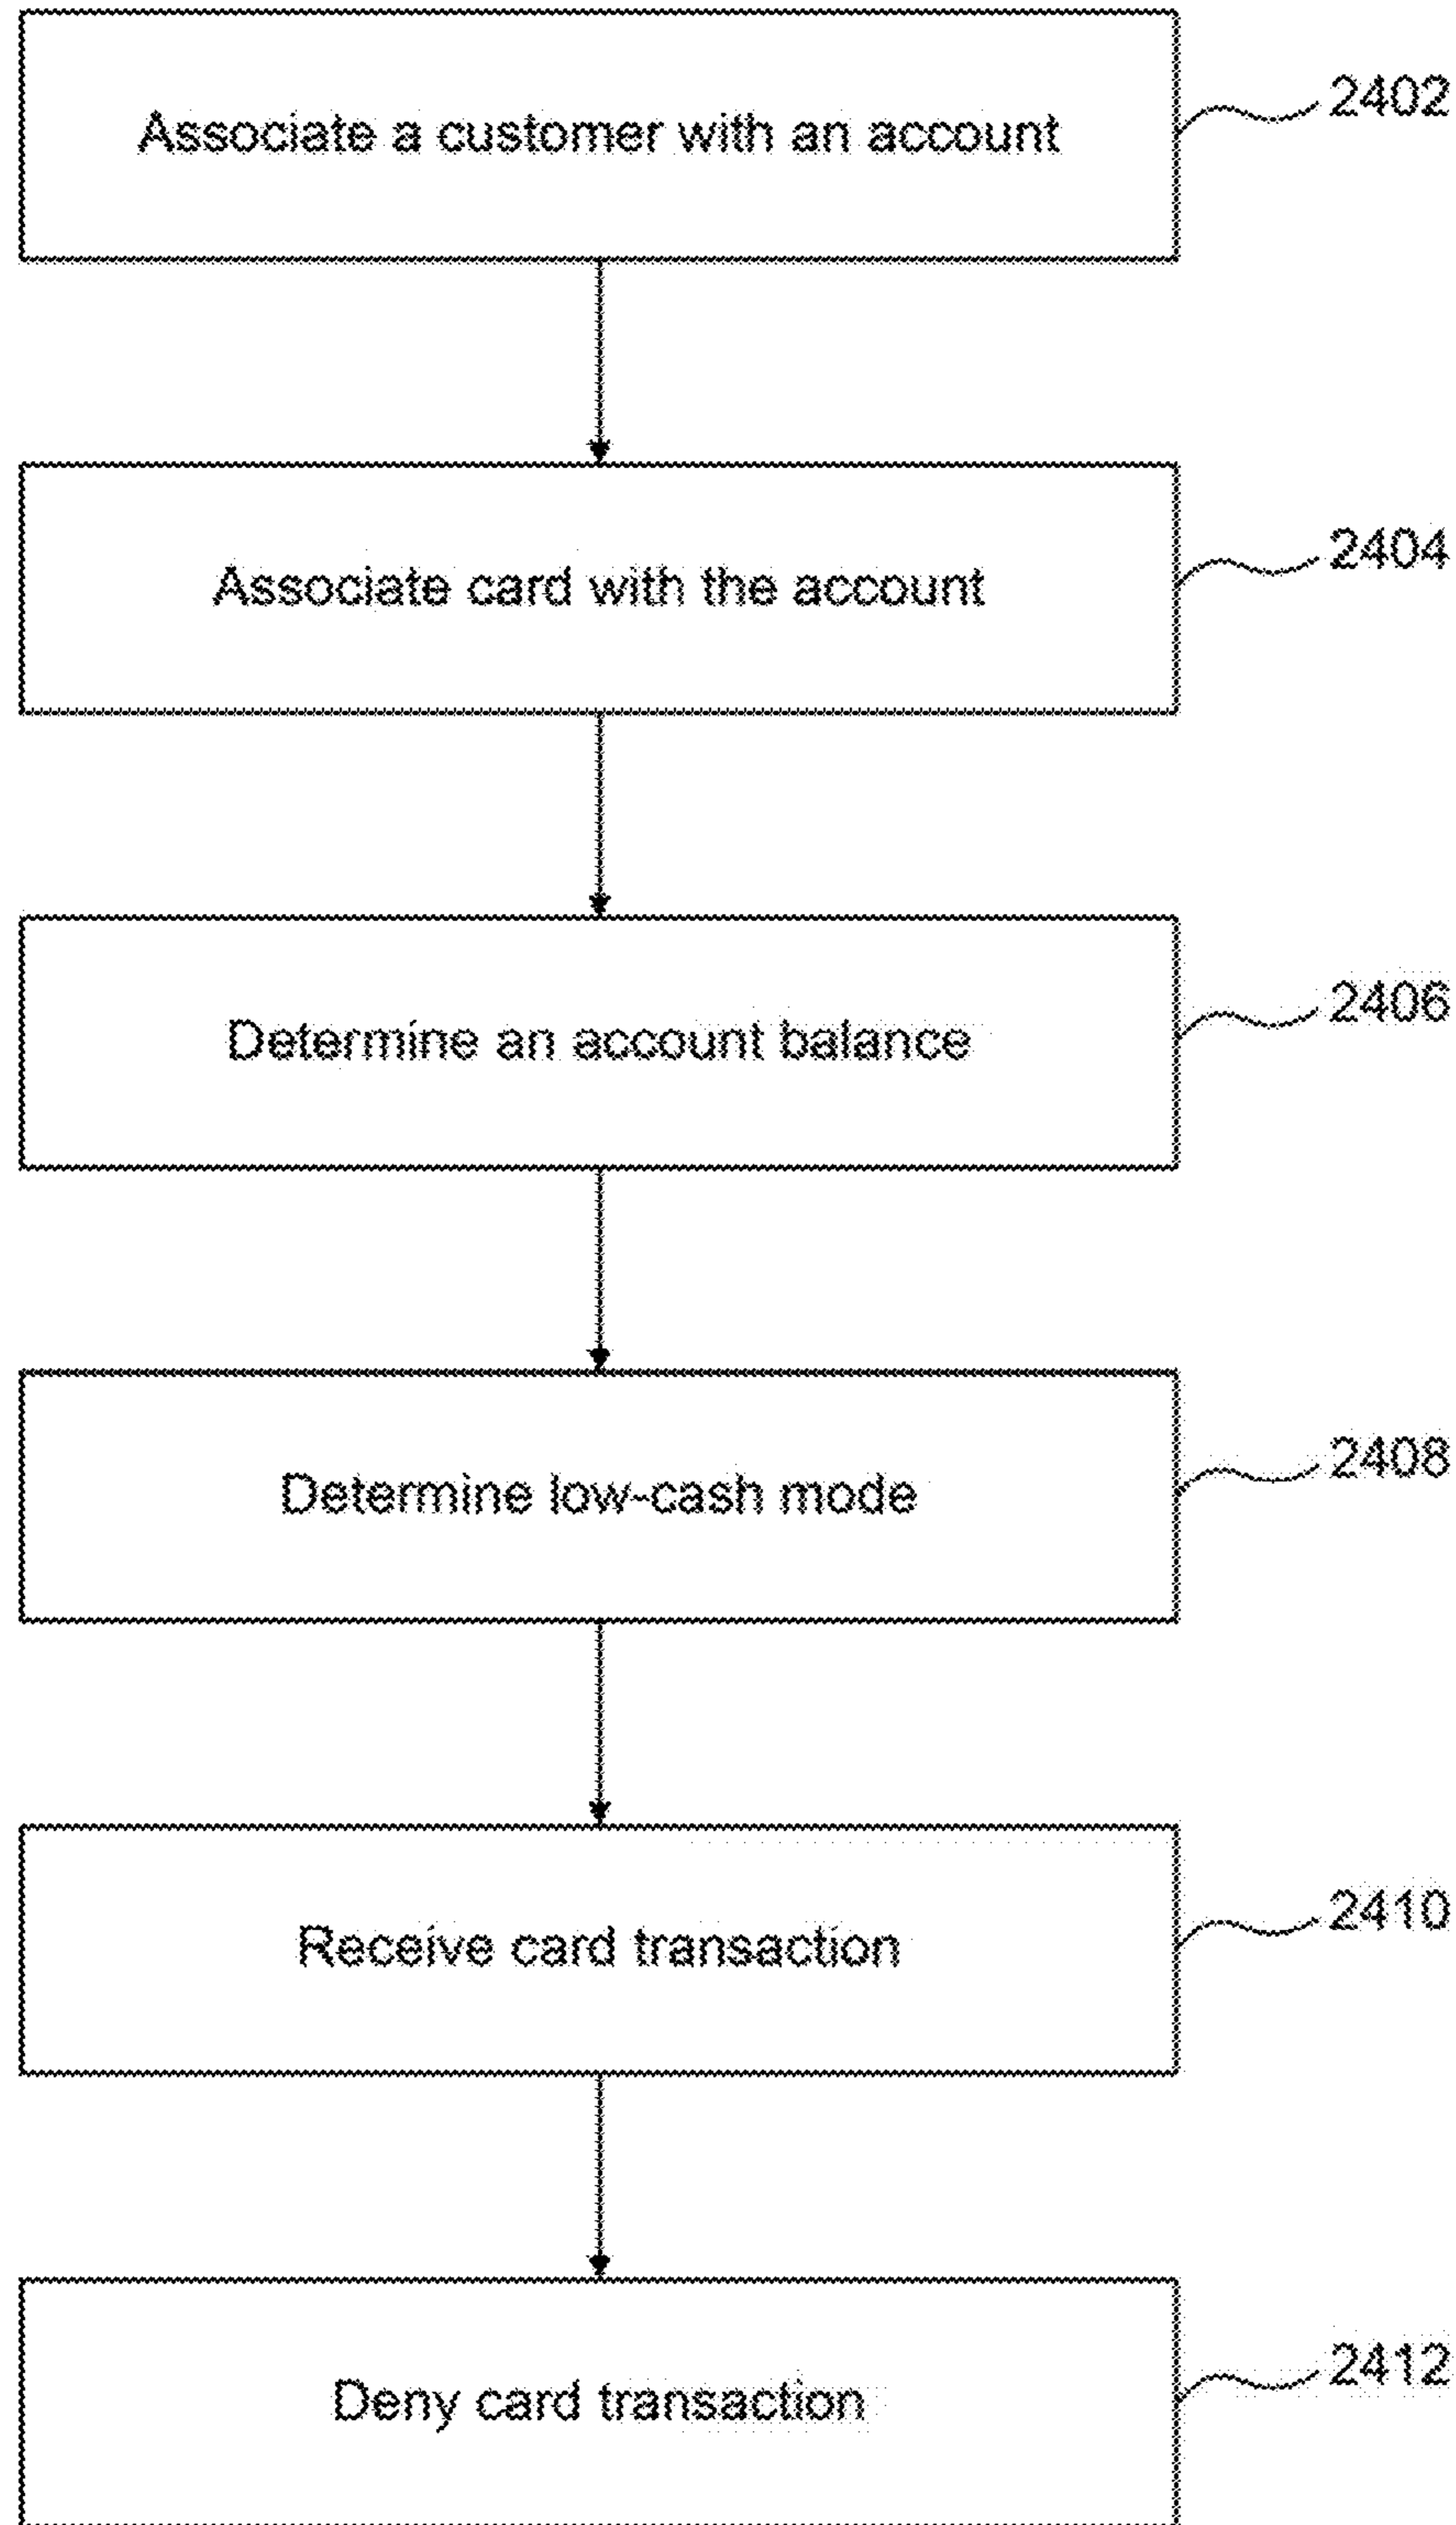 Associate a customer with an account
2402
Associate card with the account
2404
Determine an account balance
2406
Determine low-cash mode
2408
Receive card transaction
2410
Deny card transaction
2412